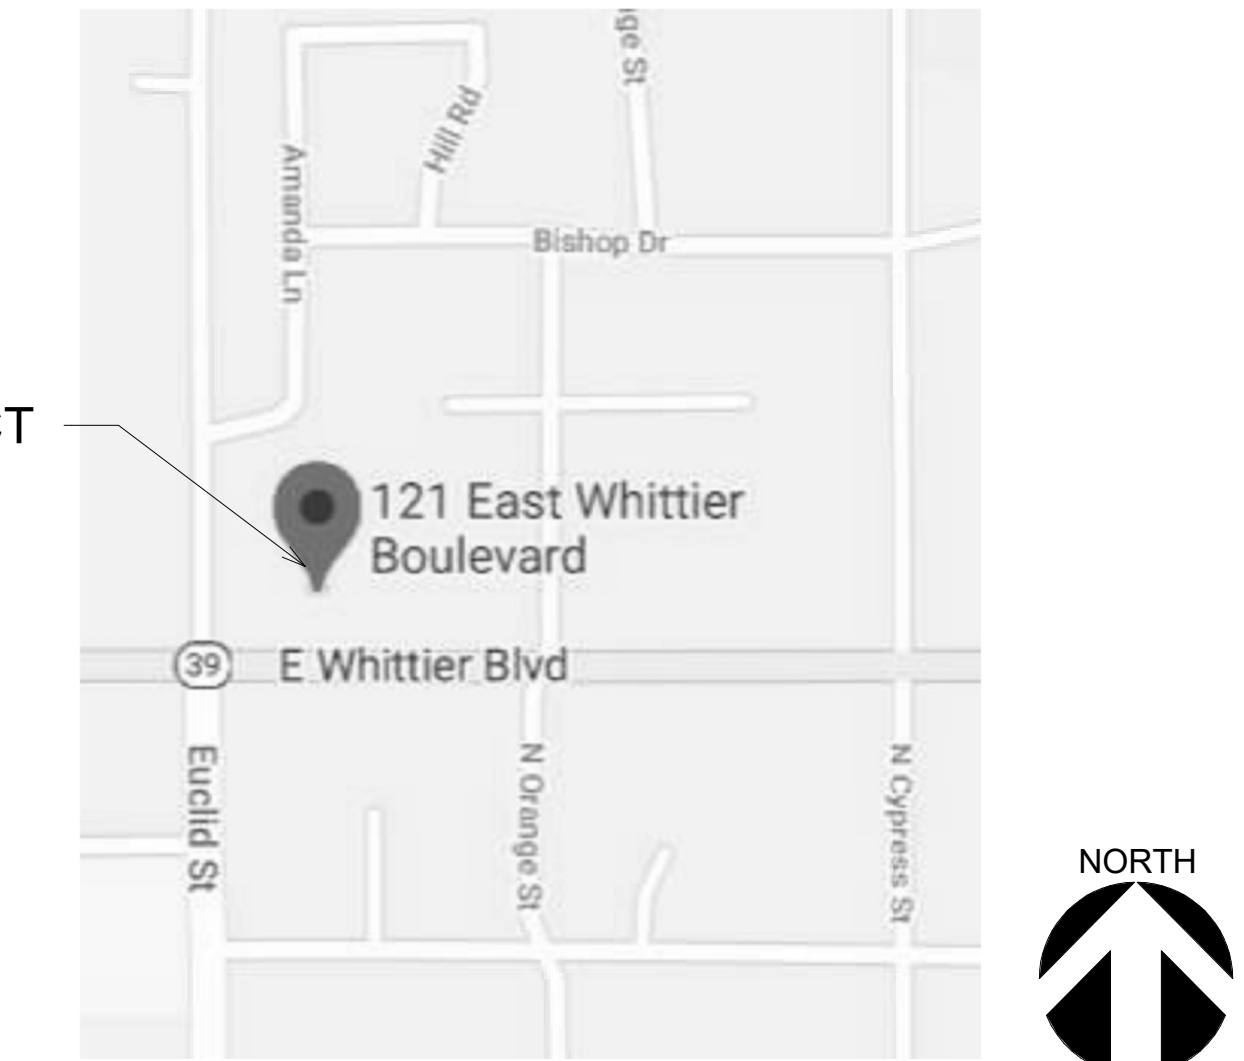 ge St
Hill Rd
Amanda Ln
Bishop Dr
CT
121 East Whittier
Boulevard
39
E Whittier Blvd
Euclid St
N Orange St
N Cypress St
NORTH